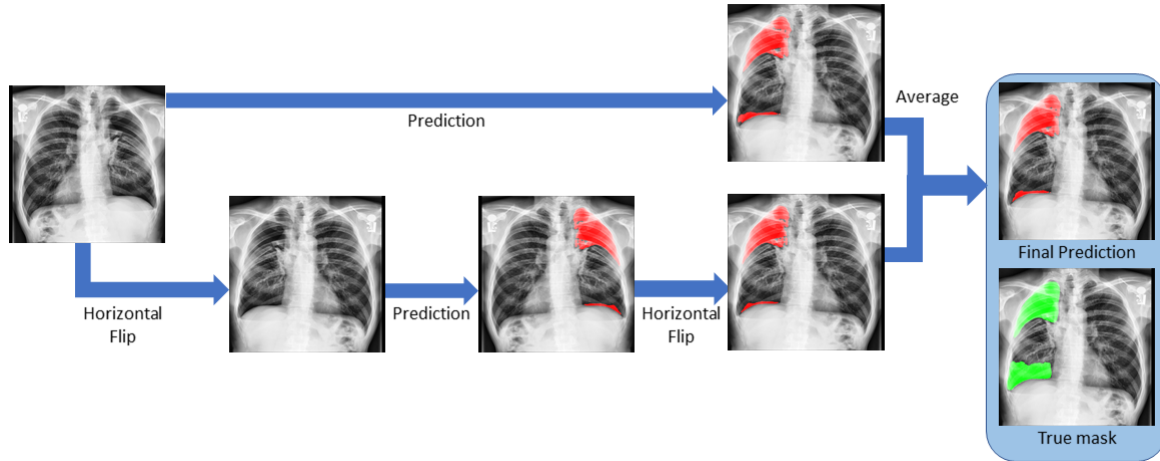 Prediction
Average
Horizontal
Flip
Prediction
Horizontal
Flip
Final Prediction
True mask